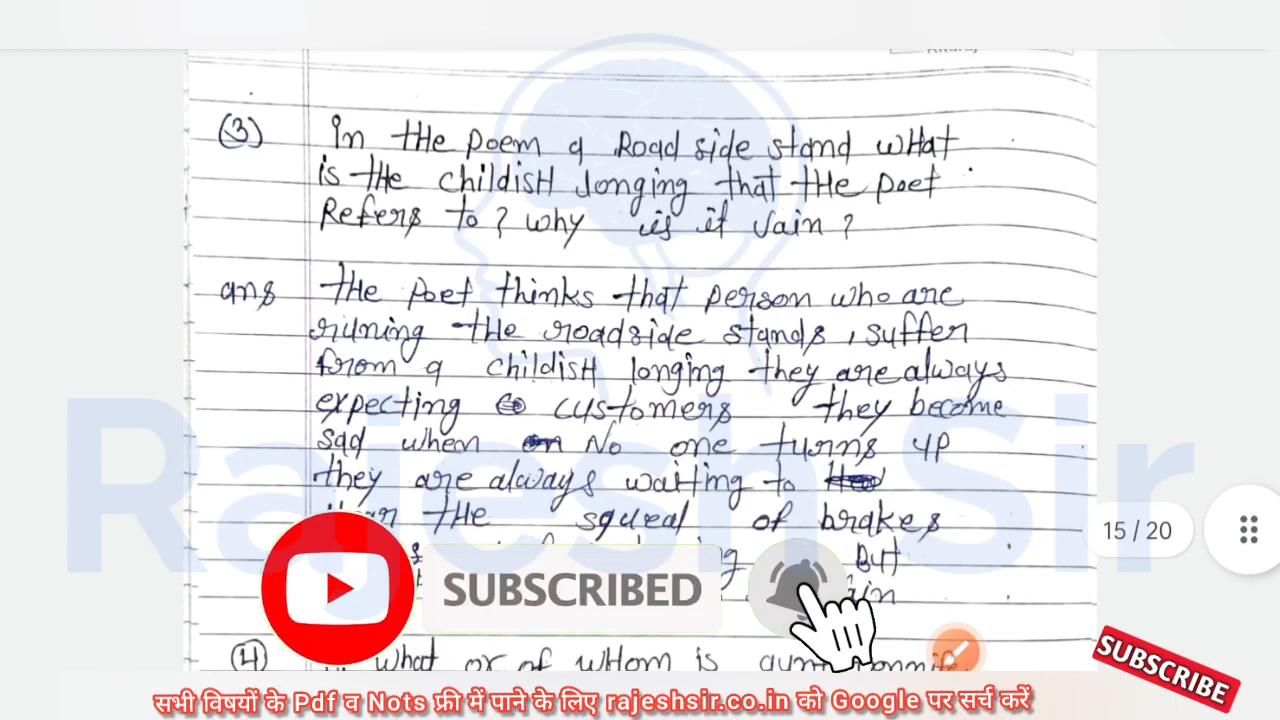 (3) In the poem a Road side stand what
is the childish longing that the poet
Refers to? why is it vain?
ans The poet thinks that person who are
running the roadside stands, suffer
from a childish longing they are always
expecting customers they become
sad when No one turns up
they are always waiting to
the squeal of brakes
But
(4) What or of whom is aunt
Rajesh Sir
15 / 20
SUBSCRIBED
SUBSCRIBE
सभी विषयों के Pdf व Nots फ्री में पाने के लिए rajeshsir.co.in को Google पर सर्च करें